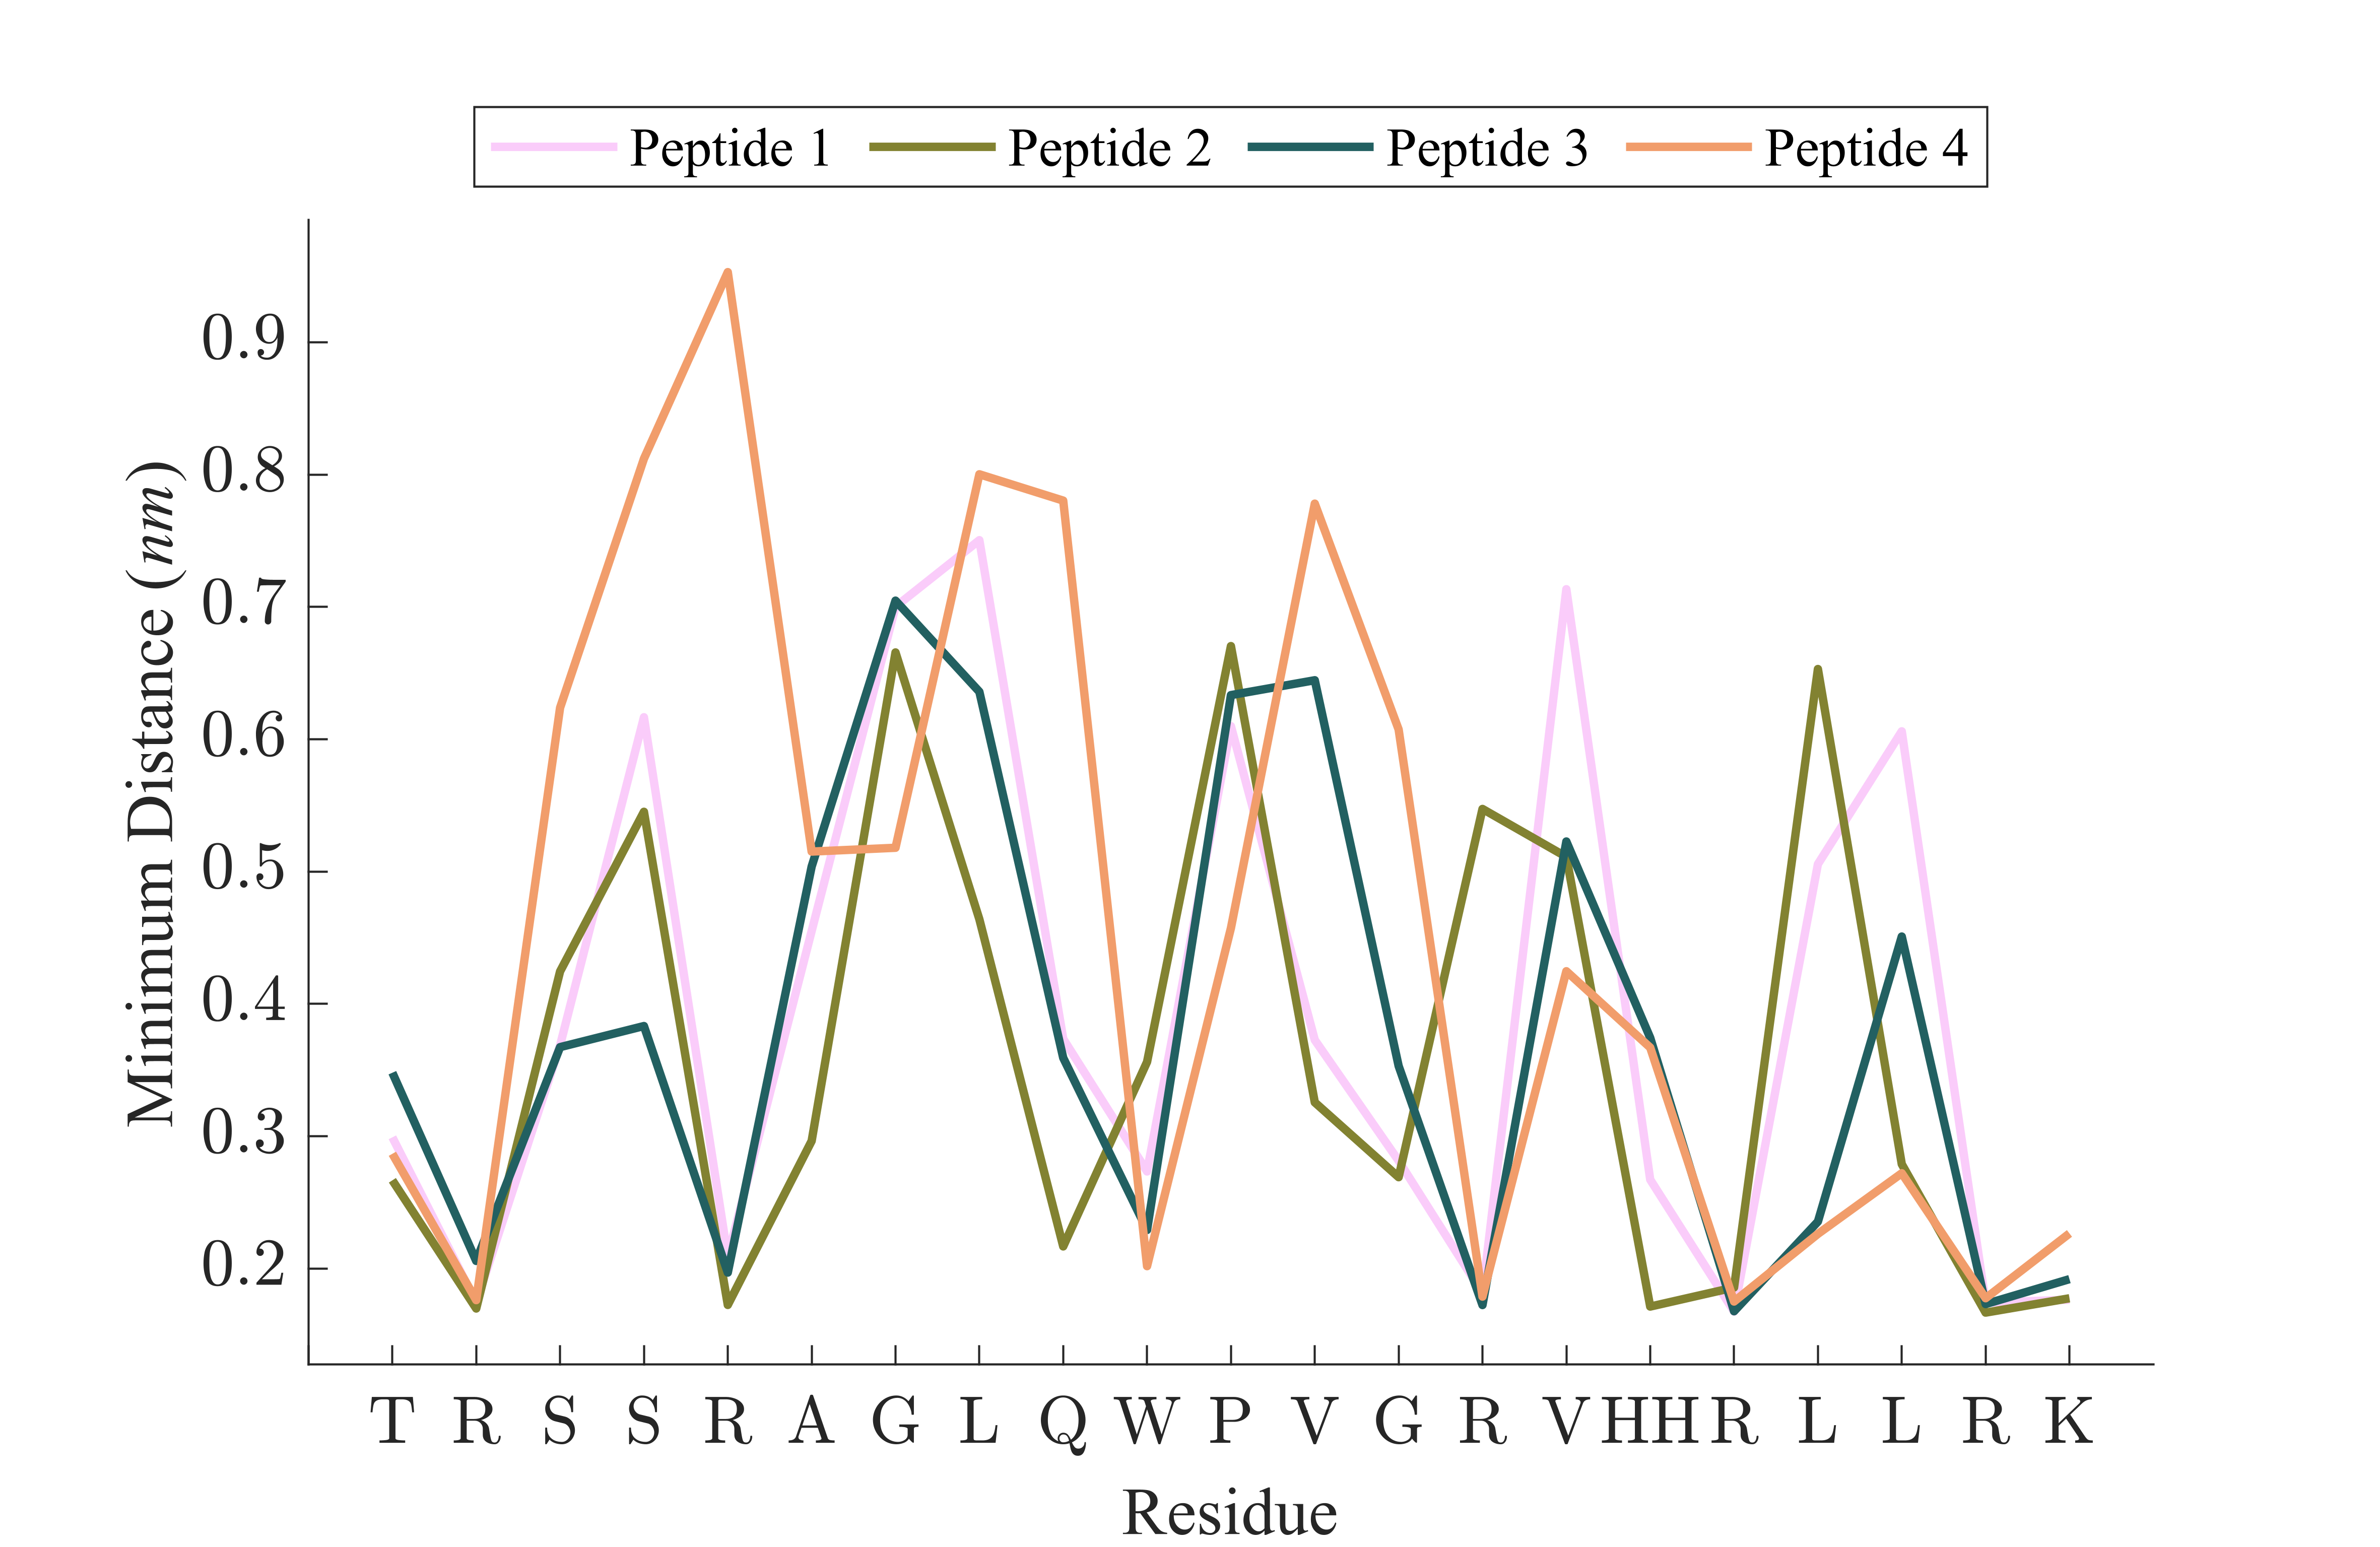 Peptide 1 Peptide 2 Peptide 3 Peptide 4
0.9
0.8
0.7
0.6
0.5
0.4
0.3
0.2
Minimum Distance (nm)
T R S S R A G L Q W P V G R V HH R L L R K
Residue